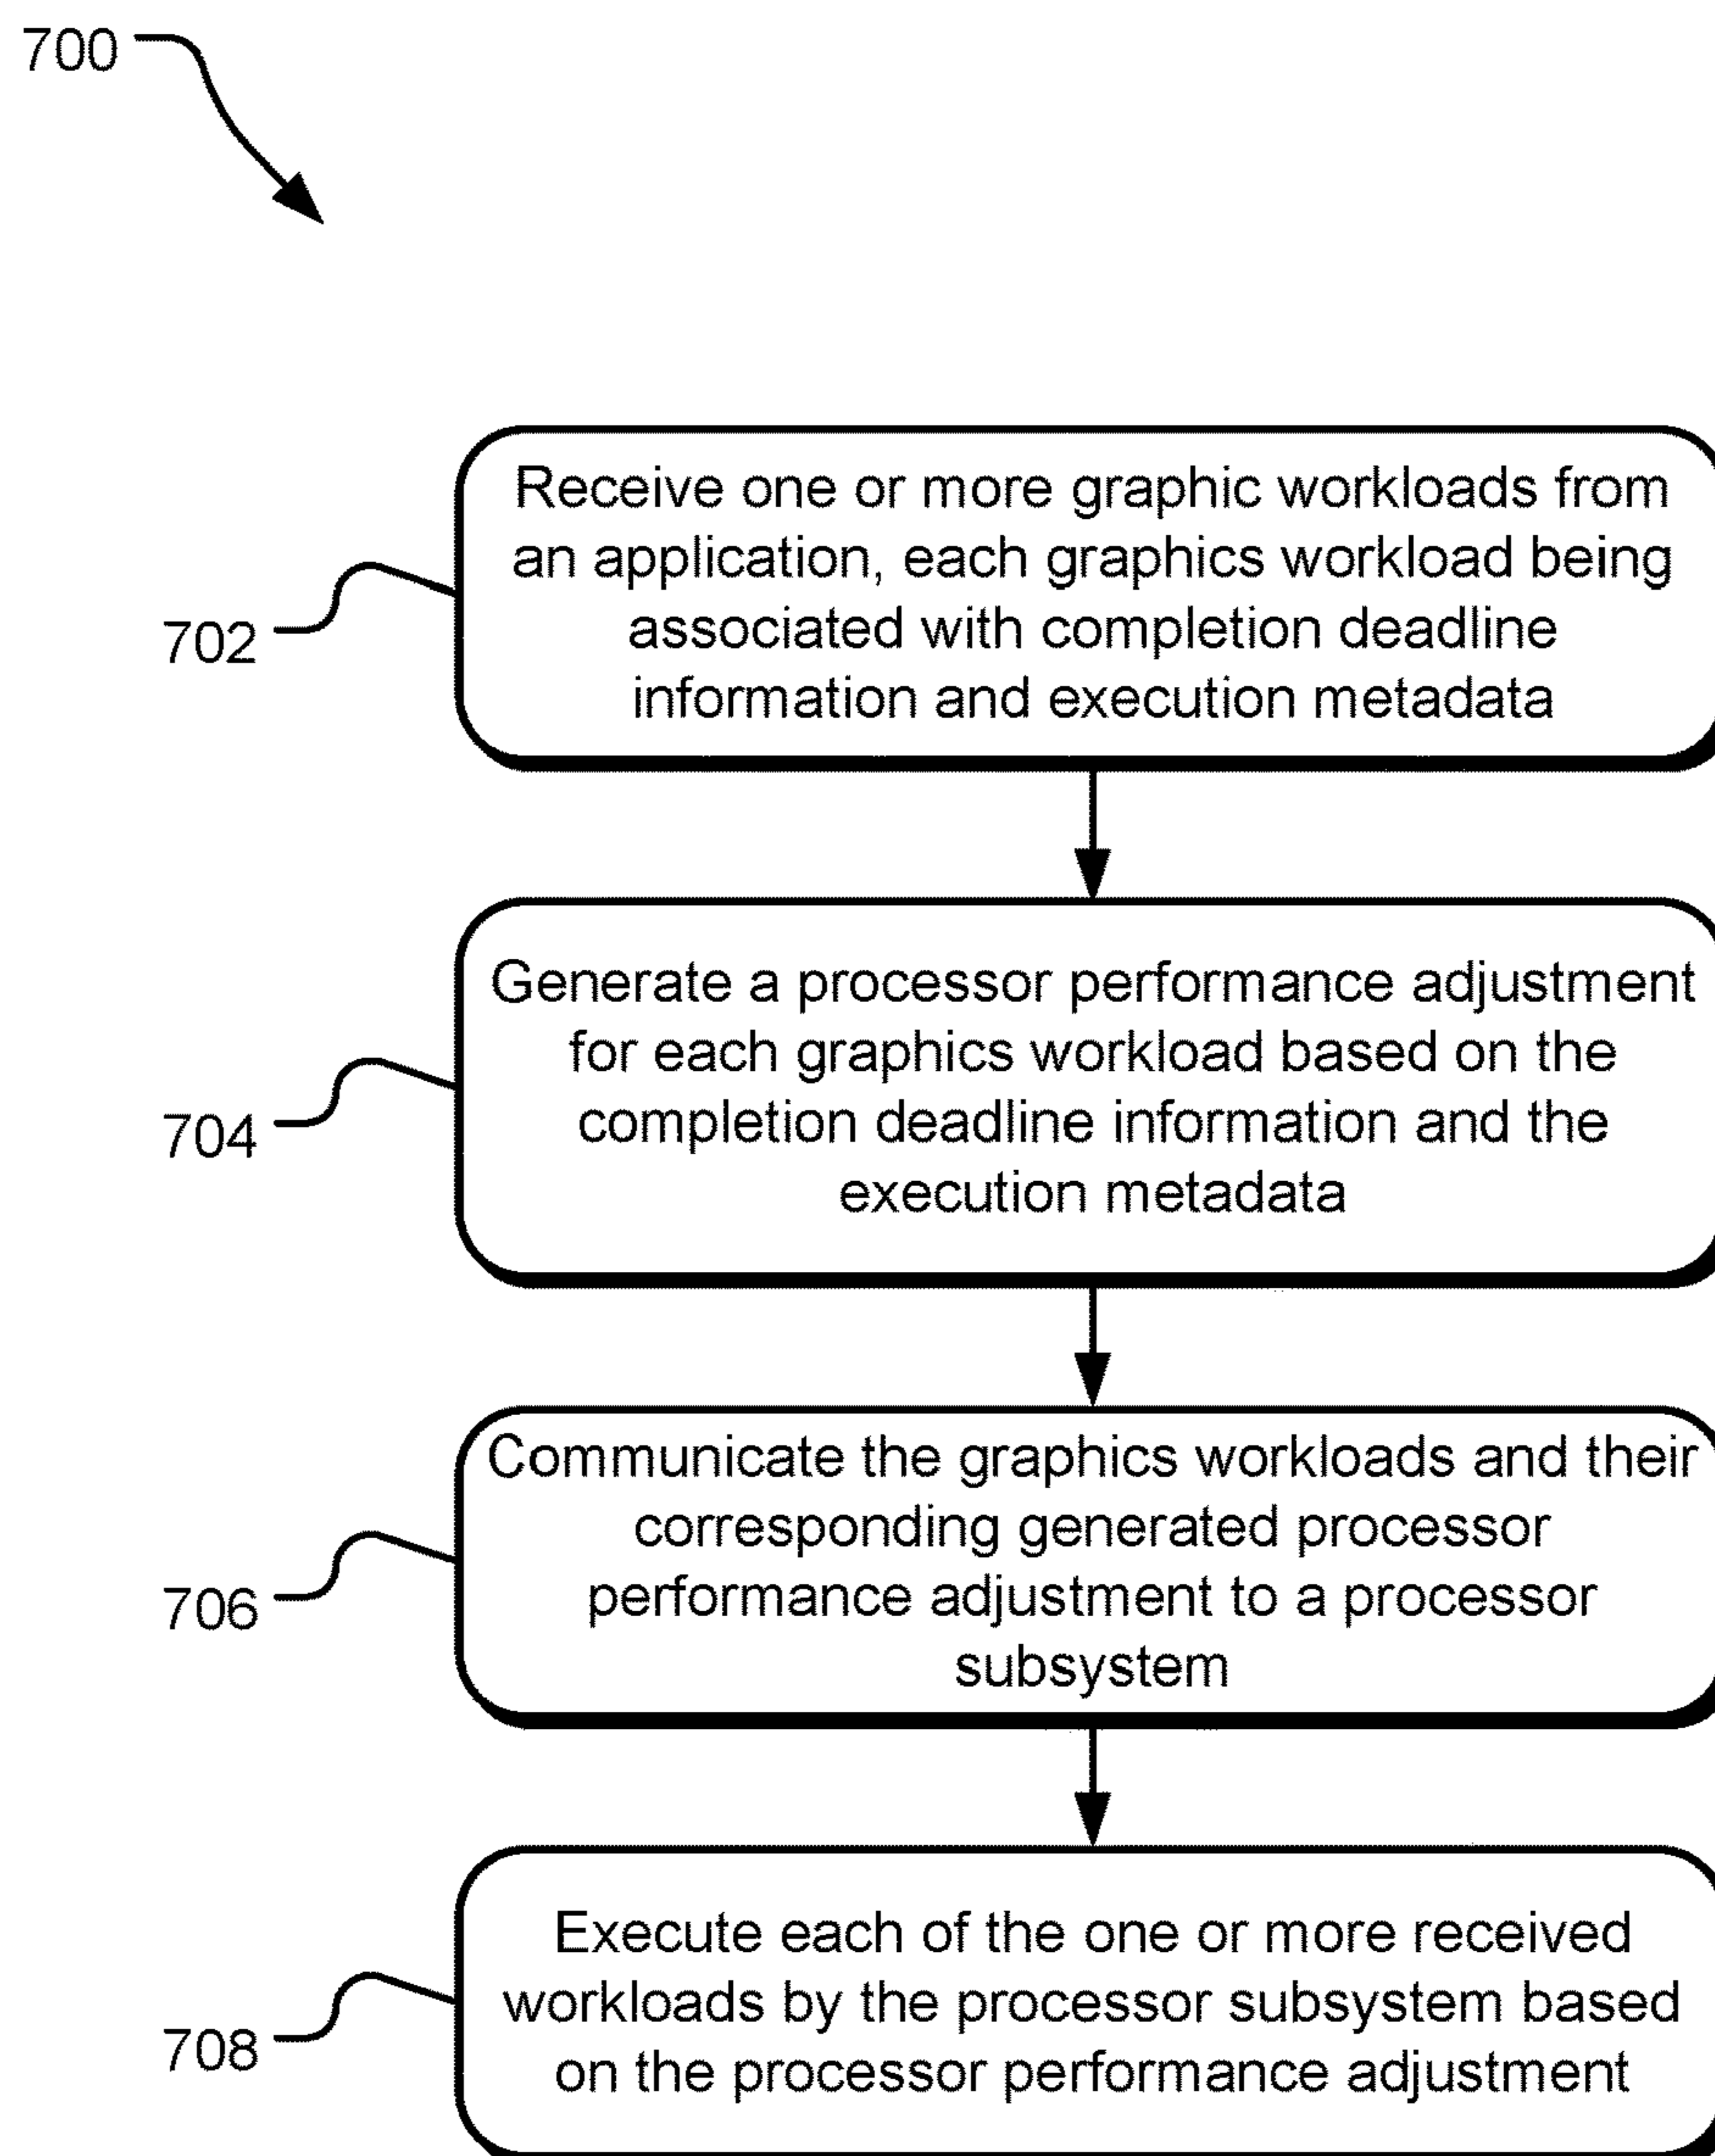 700
Receive one or more graphic workloads from
an application, each graphics workload being
associated with completion deadline
information and execution metadata
702
Generate a processor performance adjustment
for each graphics workload based on the
completion deadline information and the
execution metadata
704
Communicate the graphics workloads and their
corresponding generated processor
performance adjustment to a processor
subsystem
706
Execute each of the one or more received
workloads by the processor subsystem based
on the processor performance adjustment
708